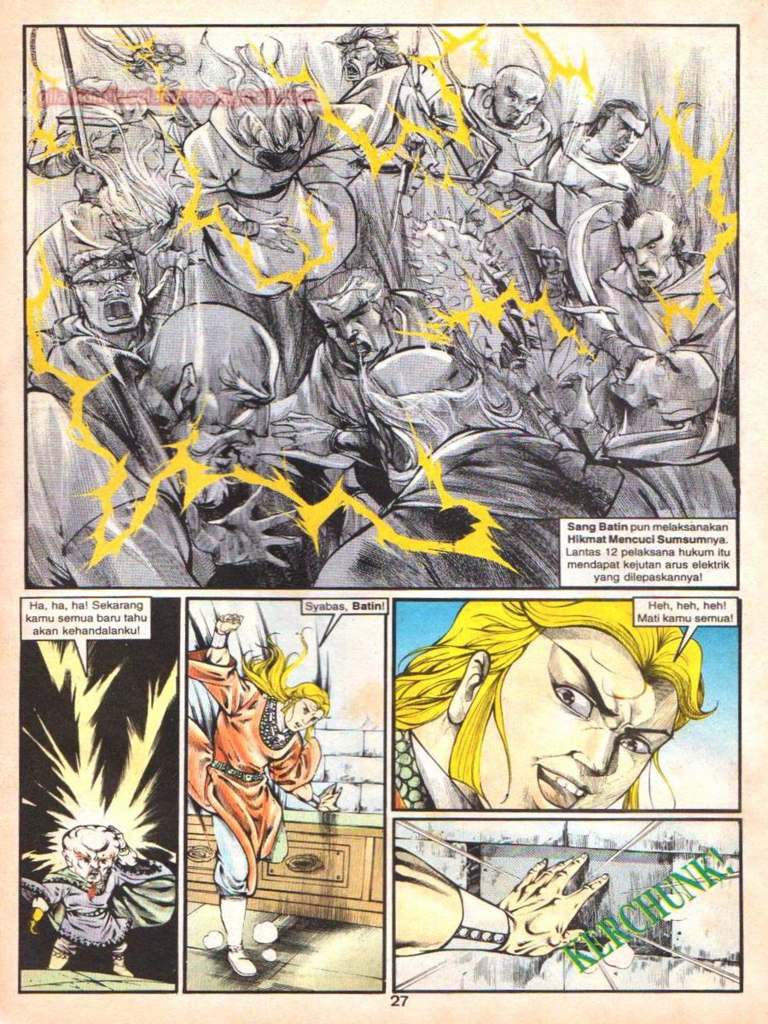 Sang Batin pun melaksanakan
Hikmat Mencuci Sumsumnya.
Lantas 12 pelaksana hukum itu
mendapat kejutan arus elektrik
yang dilepaskannya!
Ha, ha, ha! Sekarang
kamu semua baru tahu
akan kehandalanku!
Syabas, Batin!
Heh, heh, heh!
Mati kamu semua!
KERCHUNK!
27